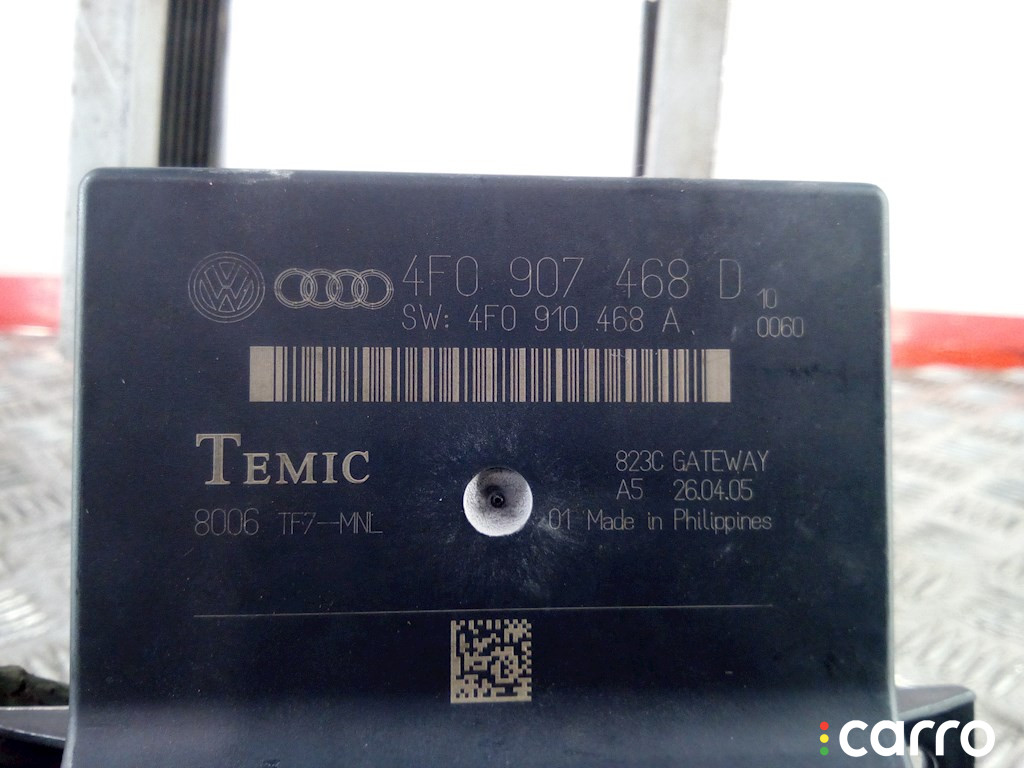 4F0 907 468 D 10
SW: 4F0 910 468 A 0060
TEMIC
823C GATEWAY
A5 26.04.05
8006 TF7-MNL 01 Made in Philippines
carro